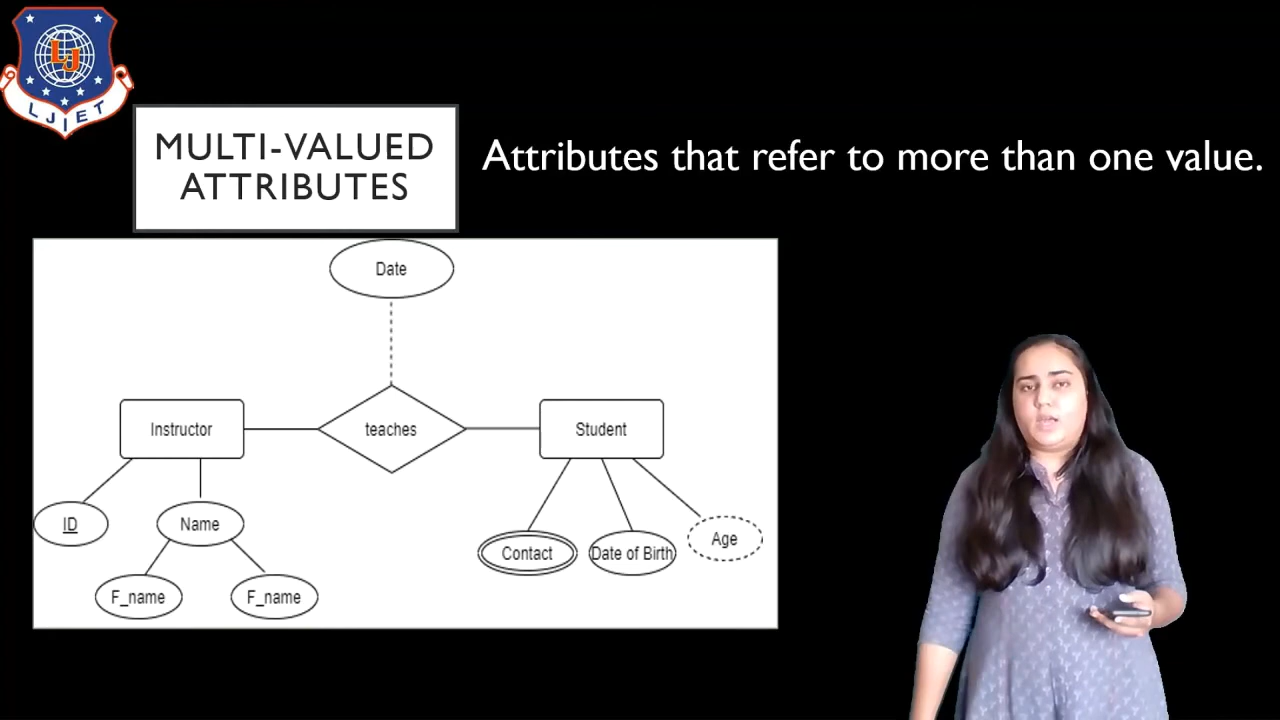 LJ
LJIET
MULTI-VALUED
ATTRIBUTES
Attributes that refer to more than one value.
Date
Instructor
teaches
Student
ID
Name
Contact
Date of Birth
Age
F_name
F_name